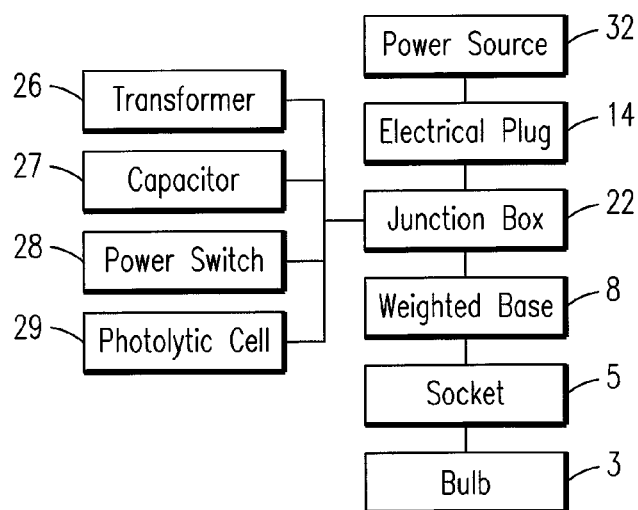 Power Source 32
26 Transformer
Electrical Plug 14
27 Capacitor
Junction Box 22
28 Power Switch
Weighted Base 8
29 Photolytic Cell
Socket 5
Bulb 3